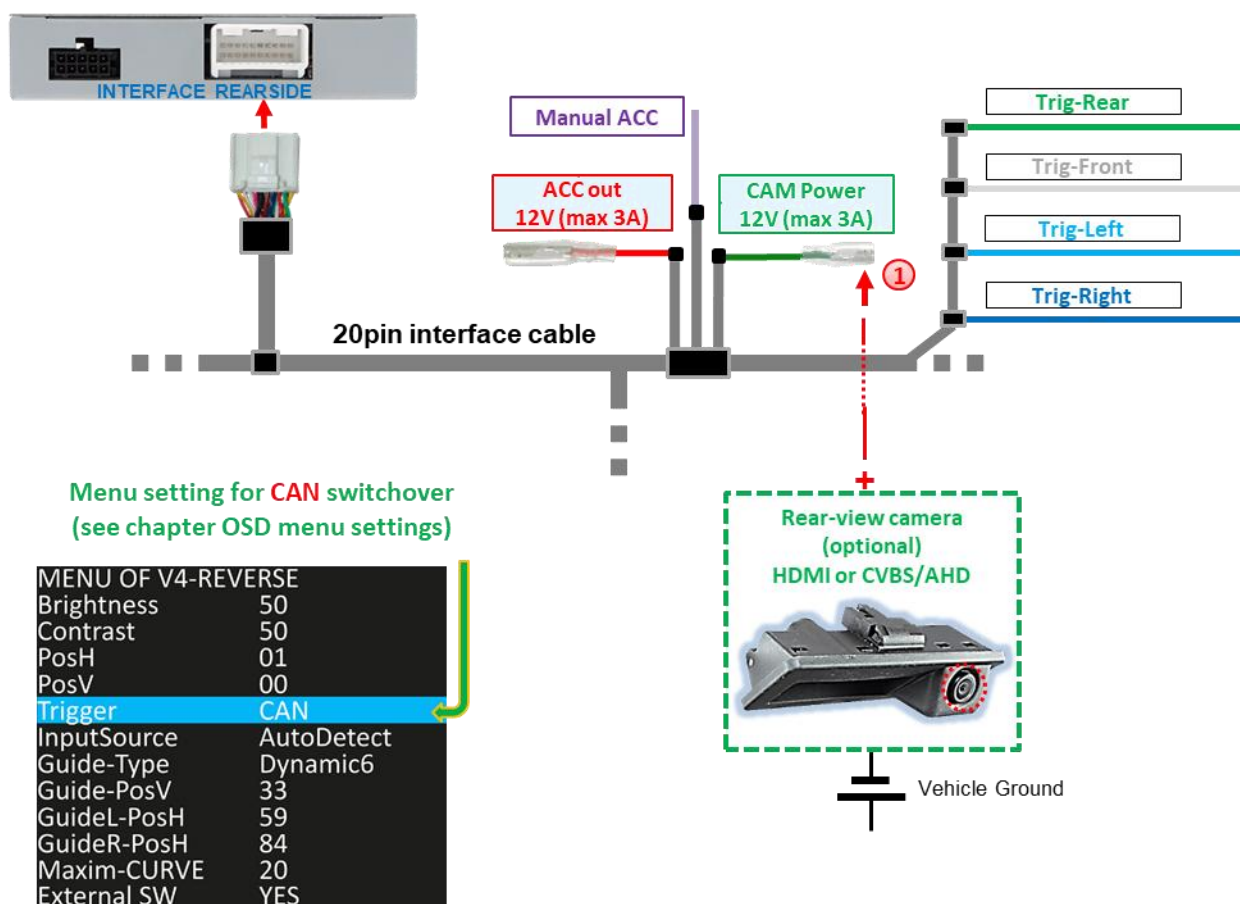 INTERFACE REARSIDE
Manual ACC
ACC out
12V (max 3A)
CAM Power
12V (max 3A)
1
Trig-Rear
Trig-Front
Trig-Left
Trig-Right
20pin interface cable
+
Rear-view camera
(optional)
HDMI or CVBS/AHD
Vehicle Ground
Menu setting for CAN switchover
(see chapter OSD menu settings)
MENU OF V4-REVERSE
Brightness 50
Contrast 50
PosH 01
PosV 00
Trigger CAN
InputSource AutoDetect
Guide-Type Dynamic6
Guide-PosV 33
GuideL-PosH 59
GuideR-PosH 84
Maxim-CURVE 20
External SW YES